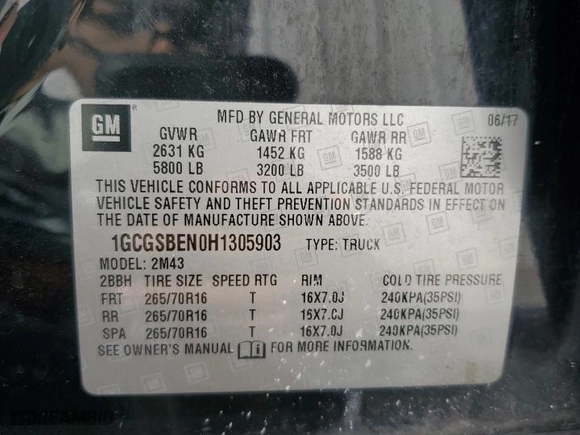 GM
MFD BY GENERAL MOTORS LLC 06/17
GVWR GAWR FRT GAWR RR
2631 KG 1452 KG 1588 KG
5800 LB 3200 LB 3500 LB
THIS VEHICLE CONFORMS TO ALL APPLICABLE U.S. FEDERAL MOTOR
VEHICLE SAFETY AND THEFT PREVENTION STANDARDS IN EFFECT ON
THE DATE OF MANUFACTURE SHOWN ABOVE.
1GCGSBEN0H1305903 TYPE: TRUCK
MODEL: 2M43
2BBH TIRE SIZE SPEED RTG RIM COLD TIRE PRESSURE
FRT 265/70R16 T 16X7.0J 240KPA(35PSI)
RR 265/70R16 T 16X7.0J 240KPA(35PSI)
SPA 265/70R16 T 16X7.0J 240KPA(35PSI)
SEE OWNER'S MANUAL FOR MORE INFORMATION.